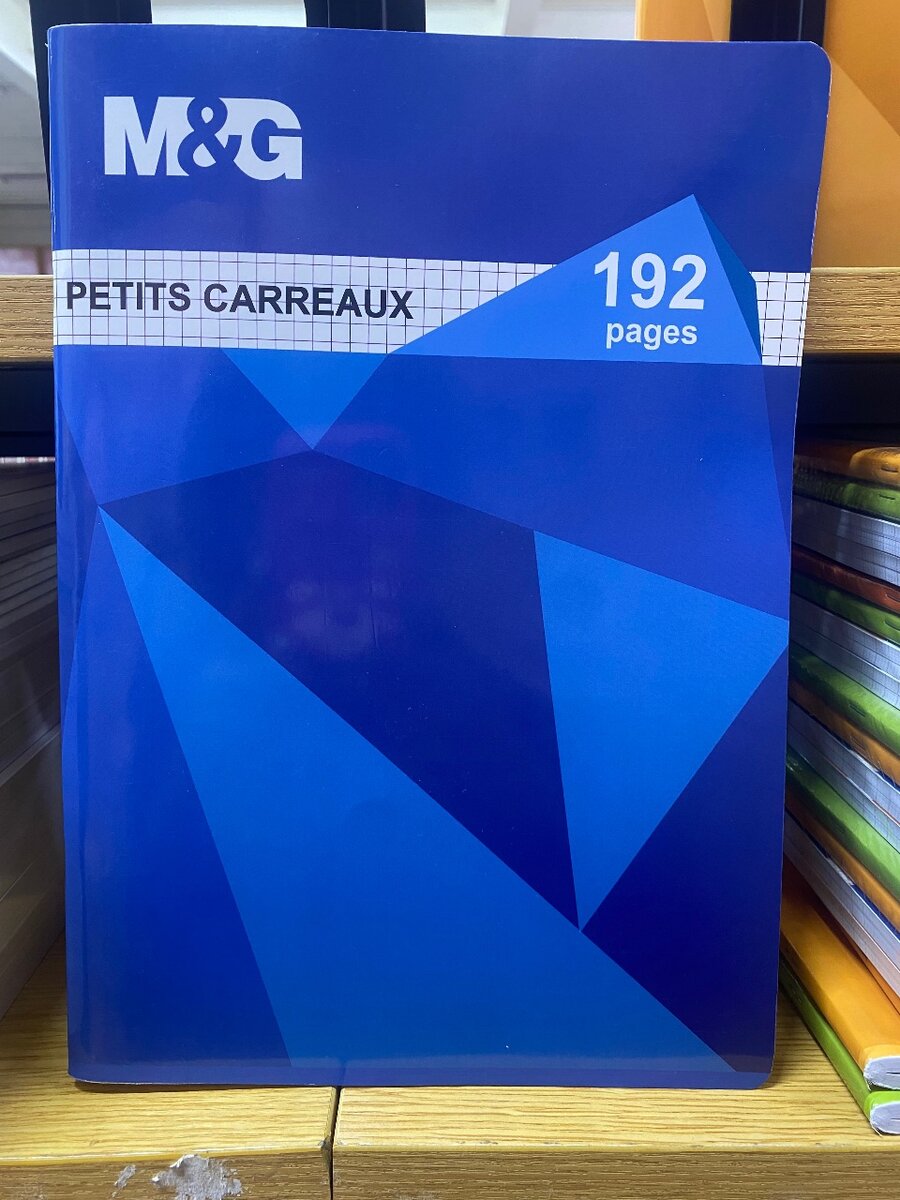 M&G
PETITS CARREAUX
192
pages